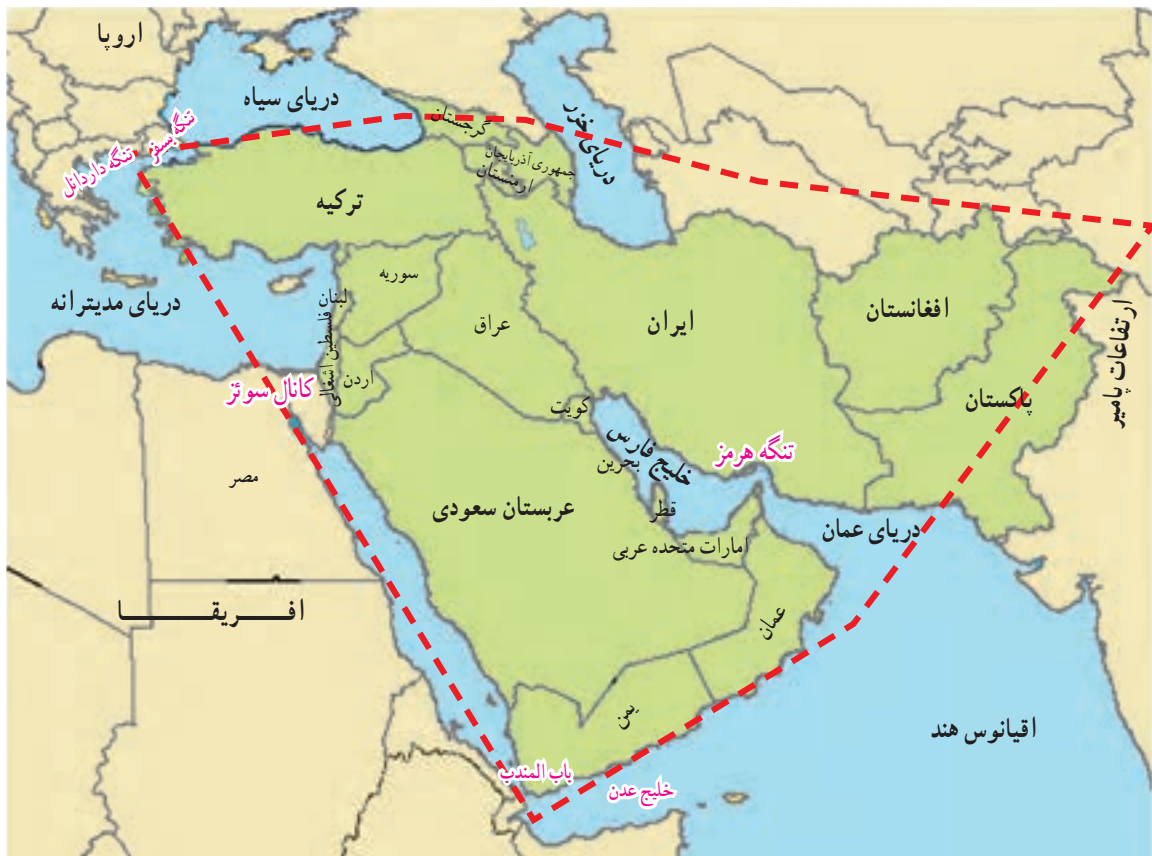 اروپا
دریای سیاه
تنگه بسفر
تنگه داردانل
گرجستان
جمهوری آذربایجان
ارمنستان
دریای خزر
ترکیه
سوریه
لبنان
فلسطین اشغالی
دریای مدیترانه
عراق
ایران
افغانستان
ارتفاعات پامیر
اردن
کانال سوئز
کویت
پاکستان
خلیج فارس
تنگه هرمز
بحرین
مصر
قطر
عربستان سعودی
دریای عمان
امارات متحده عربی
افـــریـقـــــــا
عمان
یمن
اقیانوس هند
باب المندب
خلیج عدن